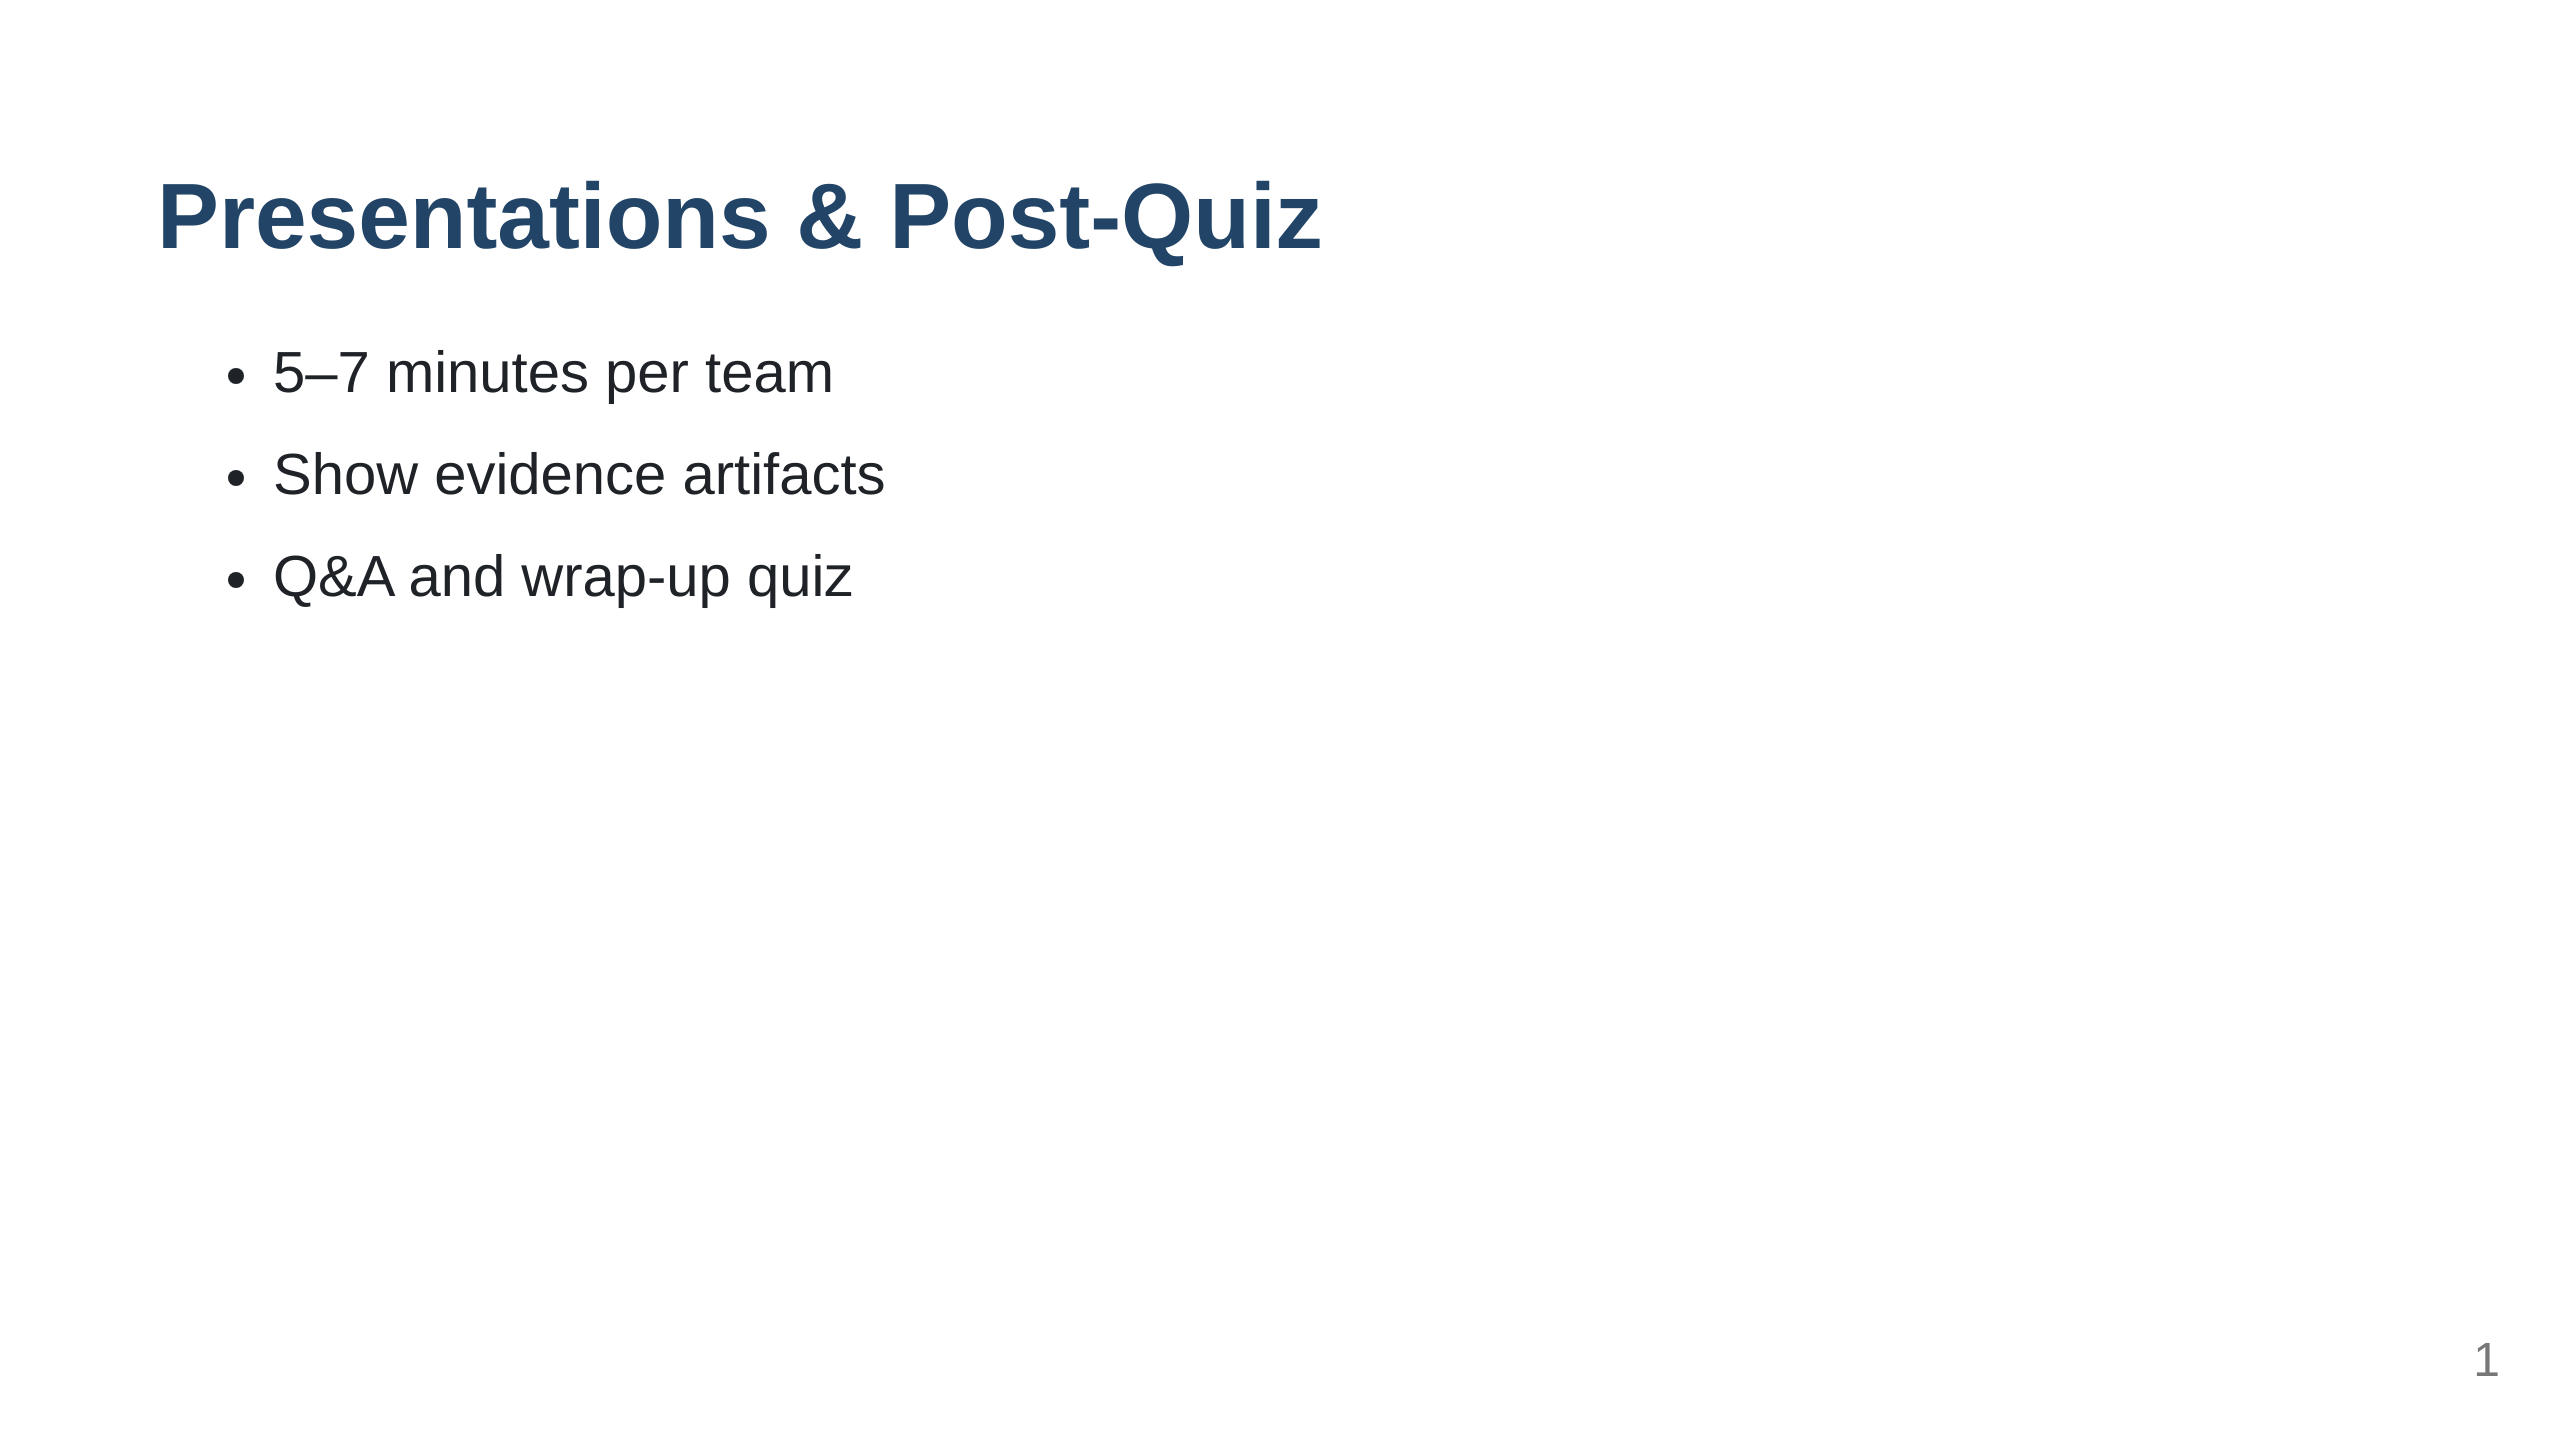 Presentations & Post-Quiz
• 5–7 minutes per team
• Show evidence artifacts
• Q&A and wrap-up quiz
1